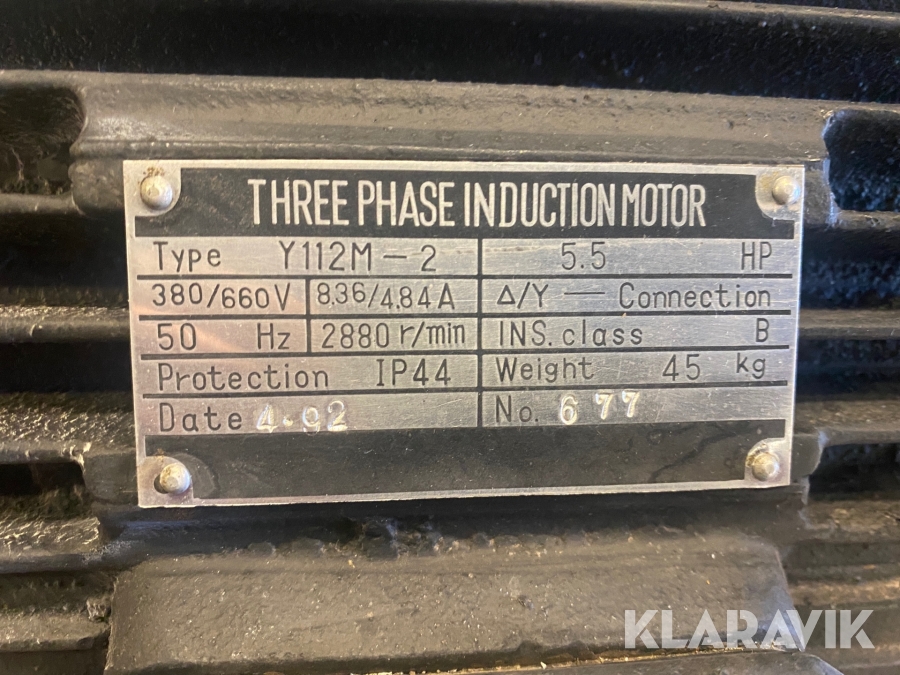 THREE PHASE INDUCTION MOTOR
Type Y112M-2 5.5 HP
380/660V 8.36/4.84A Δ/Y — Connection
50 Hz 2880 r/min INS. class B
Protection IP44 Weight 45 kg
Date 4.92 No. 677
KLARAVIK